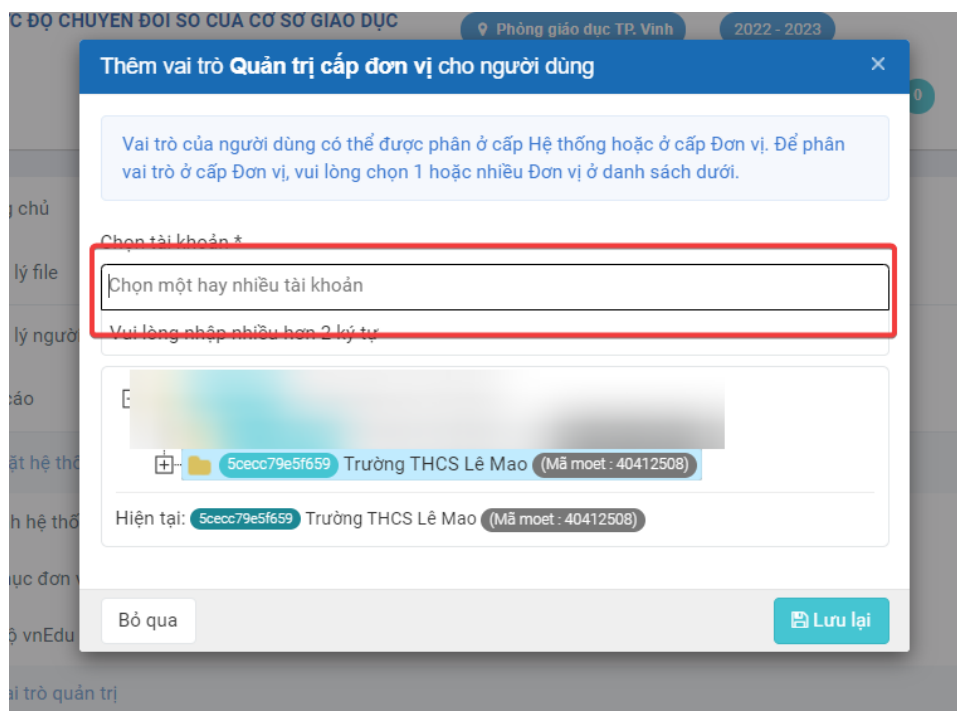 C ĐỘ CHUYỂN ĐỔI SỐ CỦA CƠ SỞ GIÁO DỤC
Phòng giáo dục TP. Vinh
2022 - 2023
Thêm vai trò Quản trị cấp đơn vị cho người dùng
0
Vai trò của người dùng có thể được phân ở cấp Hệ thống hoặc ở cấp Đơn vị. Để phân
vai trò ở cấp Đơn vị, vui lòng chọn 1 hoặc nhiều Đơn vị ở danh sách dưới.
g chủ
Chọn tài khoản *
lý file
Chọn một hay nhiều tài khoản
lý ngườ
Vui lòng nhập nhiều hơn 2 ký tự
cáo
ặt hệ thố
5cecc79e5f659 Trường THCS Lê Mao (Mã moet : 40412508)
h hệ thố
Hiện tại: 5cecc79e5f659 Trường THCS Lê Mao (Mã moet : 40412508)
mục đơn v
Bỏ qua
Lưu lại
ộ vnEdu
ai trò quản trị